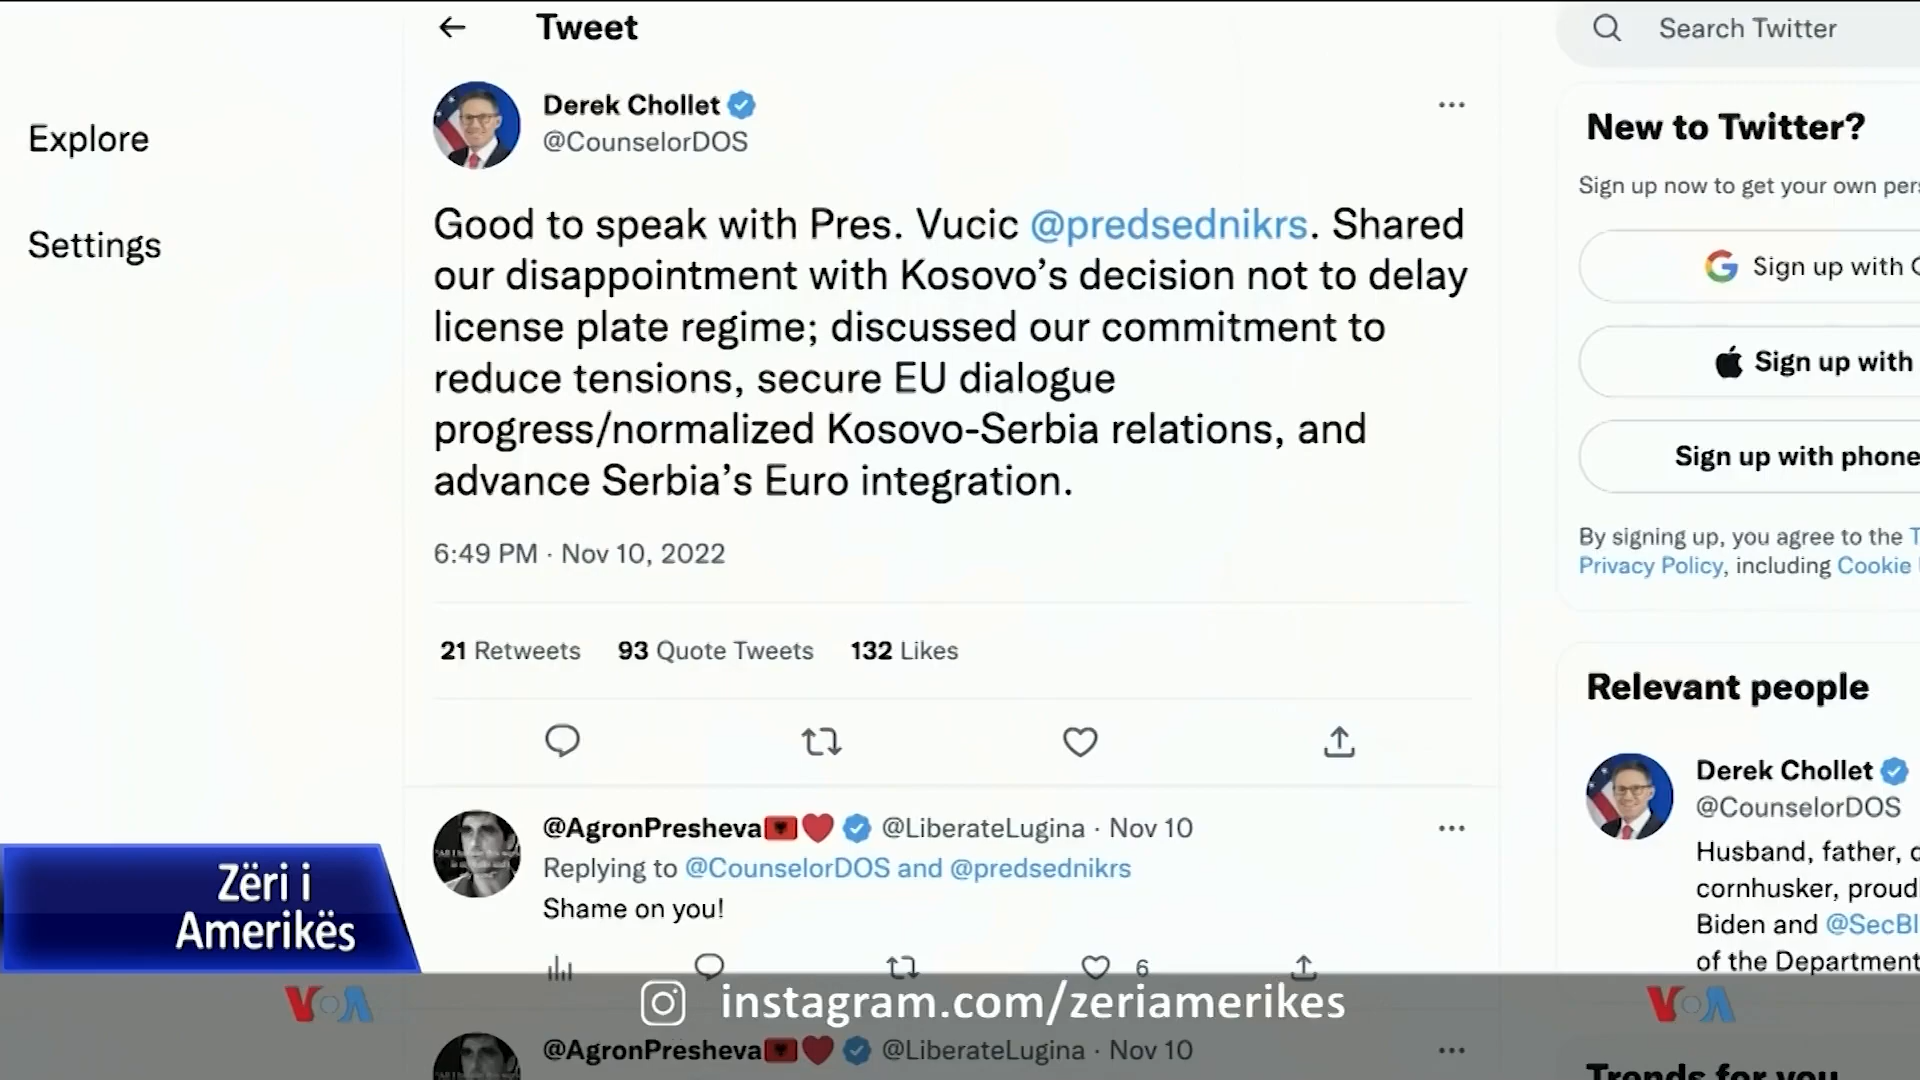 Tweet
Search Twitter
Explore
Settings
Derek Chollet
@CounselorDOS
Good to speak with Pres. Vucic @predsednikrs. Shared
our disappointment with Kosovo’s decision not to delay
license plate regime; discussed our commitment to
reduce tensions, secure EU dialogue
progress/normalized Kosovo-Serbia relations, and
advance Serbia’s Euro integration.
6:49 PM · Nov 10, 2022
21 Retweets 93 Quote Tweets 132 Likes
@AgronPresheva @LiberateLugina · Nov 10
Replying to @CounselorDOS and @predsednikrs
Shame on you!
6
@AgronPresheva @LiberateLugina · Nov 10
New to Twitter?
Sign up now to get your own
Sign up with
Sign up with
Sign up with phone
By signing up, you agree to the
Privacy Policy, including Cookie
Relevant people
Derek Chollet
@CounselorDOS
Husband, father,
cornhusker, proud
Biden and
of the Department
Trends for you
Zëri i
Amerikës
VOA
instagram.com/zeriamerikes
VOA